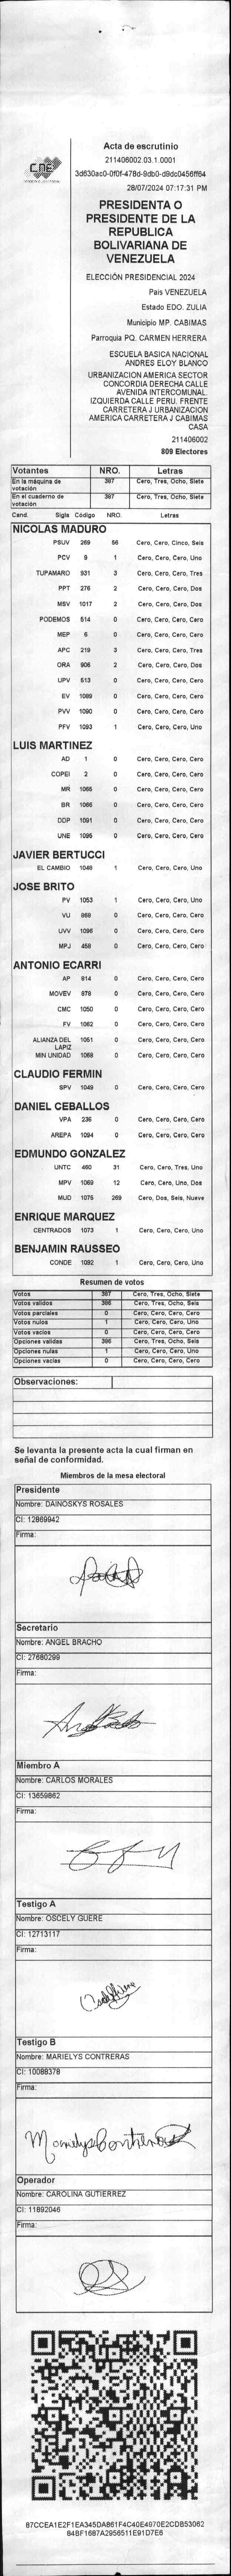 CNE
Acta de escrutinio
211406002.03.1.0001
3d630ac0-0f0f-478d-9db0-d9dc0456ff64
28/07/2024 07:17:31 PM
PRESIDENTA O
PRESIDENTE DE LA
REPUBLICA
BOLIVARIANA DE
VENEZUELA
ELECCIÓN PRESIDENCIAL 2024
Pais VENEZUELA
Estado EDO. ZULIA
Municipio MP. CABIMAS
Parroquia PQ. CARMEN HERRERA
ESCUELA BASICA NACIONAL
ANDRES ELOY BLANCO
URBANIZACION AMERICA SECTOR
CONCORDIA DERECHA CALLE
AVENIDA INTERCOMUNAL.
IZQUIERDA CALLE PERU. FRENTE
CARRETERA J URBANIZACION
AMERICA CARRETERA J CABIMAS
CASA
211406002
809 Electores
Votantes NRO. Letras
En la máquina de votación 387 Cero, Tres, Ocho, Siete
En el cuaderno de votación 387 Cero, Tres, Ocho, Siete
Cand. Sigla Código NRO. Letras
NICOLAS MADURO
PSUV 269 56 Cero, Cero, Cinco, Seis
PCV 9 1 Cero, Cero, Cero, Uno
TUPAMARO 931 3 Cero, Cero, Cero, Tres
PPT 276 2 Cero, Cero, Cero, Dos
MSV 1017 2 Cero, Cero, Cero, Dos
PODEMOS 514 0 Cero, Cero, Cero, Cero
MEP 6 0 Cero, Cero, Cero, Cero
APC 219 3 Cero, Cero, Cero, Tres
ORA 906 2 Cero, Cero, Cero, Dos
UPV 513 0 Cero, Cero, Cero, Cero
EV 1089 0 Cero, Cero, Cero, Cero
PVV 1090 0 Cero, Cero, Cero, Cero
PFV 1093 1 Cero, Cero, Cero, Uno
LUIS MARTINEZ
AD 1 0 Cero, Cero, Cero, Cero
COPEI 2 0 Cero, Cero, Cero, Cero
MR 1065 0 Cero, Cero, Cero, Cero
BR 1066 0 Cero, Cero, Cero, Cero
DDP 1091 0 Cero, Cero, Cero, Cero
UNE 1095 0 Cero, Cero, Cero, Cero
JAVIER BERTUCCI
EL CAMBIO 1048 1 Cero, Cero, Cero, Uno
JOSE BRITO
PV 1053 1 Cero, Cero, Cero, Uno
VU 868 0 Cero, Cero, Cero, Cero
UVV 1096 0 Cero, Cero, Cero, Cero
MPJ 458 0 Cero, Cero, Cero, Cero
ANTONIO ECARRI
AP 814 0 Cero, Cero, Cero, Cero
MOVEV 878 0 Cero, Cero, Cero, Cero
CMC 1050 0 Cero, Cero, Cero, Cero
FV 1062 0 Cero, Cero, Cero, Cero
ALIANZA DEL LAPIZ 1051 0 Cero, Cero, Cero, Cero
MIN UNIDAD 1068 0 Cero, Cero, Cero, Cero
CLAUDIO FERMIN
SPV 1049 0 Cero, Cero, Cero, Cero
DANIEL CEBALLOS
VPA 236 0 Cero, Cero, Cero, Cero
AREPA 1094 0 Cero, Cero, Cero, Cero
EDMUNDO GONZALEZ
UNTC 460 31 Cero, Cero, Tres, Uno
MPV 1069 12 Cero, Cero, Uno, Dos
MUD 1075 269 Cero, Dos, Seis, Nueve
ENRIQUE MARQUEZ
CENTRADOS 1073 1 Cero, Cero, Cero, Uno
BENJAMIN RAUSSEO
CONDE 1092 1 Cero, Cero, Cero, Uno
Resumen de votos
Votos 387 Cero, Tres, Ocho, Siete
Votos validos 386 Cero, Tres, Ocho, Seis
Votos parciales 0 Cero, Cero, Cero, Cero
Votos nulos 1 Cero, Cero, Cero, Uno
Votos vacios 0 Cero, Cero, Cero, Cero
Opciones validas 386 Cero, Tres, Ocho, Seis
Opciones nulas 1 Cero, Cero, Cero, Uno
Opciones vacias 0 Cero, Cero, Cero, Cero
Observaciones:
Se levanta la presente acta la cual firman en
señal de conformidad.
Miembros de la mesa electoral
Presidente
Nombre: DAINOSKYS ROSALES
CI: 12869942
Firma:
Secretario
Nombre: ANGEL BRACHO
CI: 27680299
Firma:
Miembro A
Nombre: CARLOS MORALES
CI: 13659862
Firma:
Testigo A
Nombre: OSCELY GUERE
CI: 12713117
Firma:
Testigo B
Nombre: MARIELYS CONTRERAS
CI: 10088378
Firma:
Operador
Nombre: CAROLINA GUTIERREZ
CI: 11892046
Firma:
87CCEA1E2F1EA345DA861F4C40E4970E2CDB53062
84BF1687A2956511E91D7E6